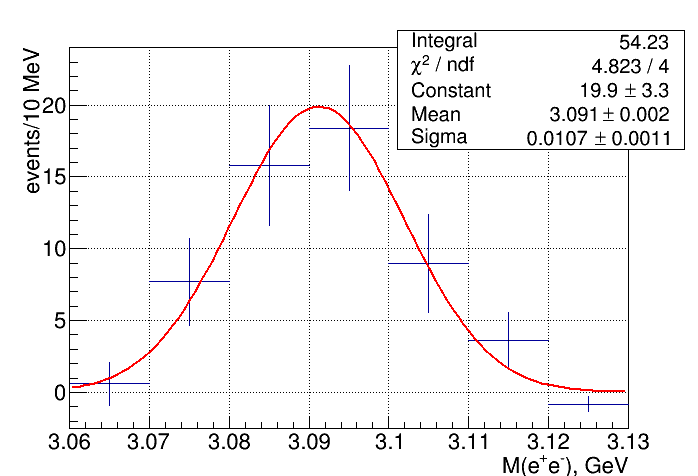 Integral 54.23
χ² / ndf 4.823 / 4
Constant 19.9 ± 3.3
Mean 3.091 ± 0.002
Sigma 0.0107 ± 0.0011
events/10 MeV
20
15
10
5
0
3.06 3.07 3.08 3.09 3.1 3.11 3.12 3.13
M(e⁺e⁻), GeV